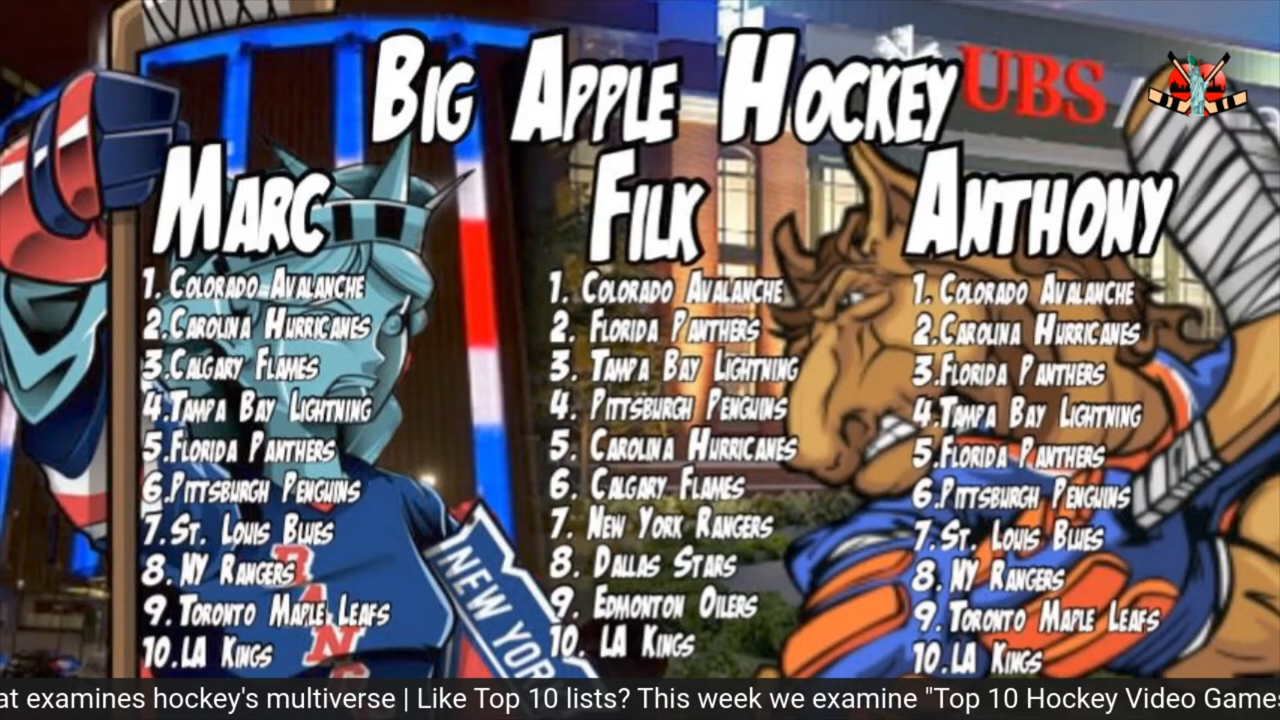 BIG APPLE HOCKEY
UBS
MARC
1. COLORADO AVALANCHE
2.CAROLINA HURRICANES
3.CALGARY FLAMES
4.TAMPA BAY LIGHTNING
5.FLORIDA PANTHERS
6.PITTSBURGH PENGUINS
7.ST. LOUIS BLUES
8. NY RANGERS
9. TORONTO MAPLE LEAFS
10.LA KINGS
FILK
1. COLORADO AVALANCHE
2. FLORIDA PANTHERS
3. TAMPA BAY LIGHTNING
4. PITTSBURGH PENGUINS
5. CAROLINA HURRICANES
6. CALGARY FLAMES
7. NEW YORK RANGERS
8. DALLAS STARS
9. EDMONTON OILERS
10. LA KINGS
ANTHONY
1. COLORADO AVALANCHE
2.CAROLINA HURRICANES
3.FLORIDA PANTHERS
4.TAMPA BAY LIGHTNING
5.FLORIDA PANTHERS
6.PITTSBURGH PENGUINS
7.ST. LOUIS BLUES
8. NY RANGERS
9. TORONTO MAPLE LEAFS
10.LA KINGS
NEW YOR
at examines hockey's multiverse | Like Top 10 lists? This week we examine "Top 10 Hockey Video Games